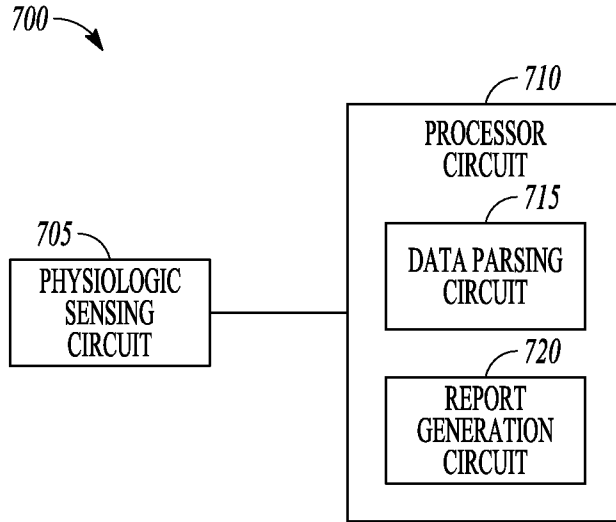 700
710
PROCESSOR
CIRCUIT
715
DATA PARSING
CIRCUIT
705
PHYSIOLOGIC
SENSING
CIRCUIT
720
REPORT
GENERATION
CIRCUIT